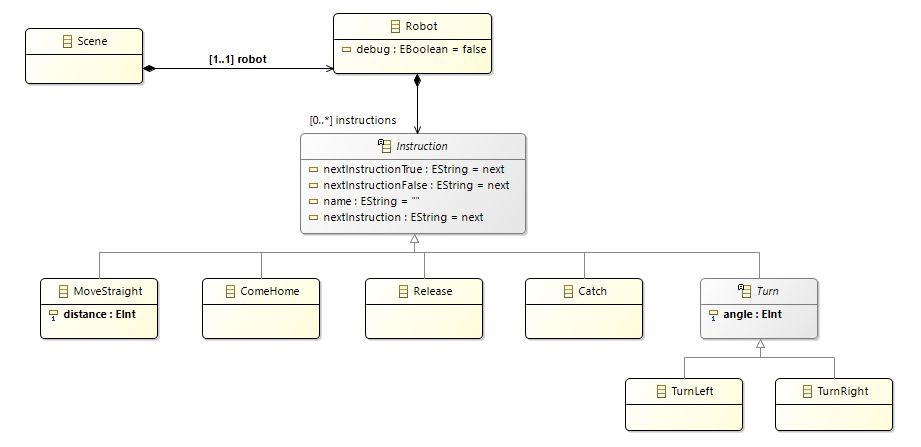 Scene
Robot
debug : EBoolean = false
[1..1] robot
[0..*] instructions
Instruction
nextInstructionTrue : EString = next
nextInstructionFalse : EString = next
name : EString = ""
nextInstruction : EString = next
MoveStraight
distance : EInt
ComeHome
Release
Catch
Turn
angle : EInt
TurnLeft
TurnRight